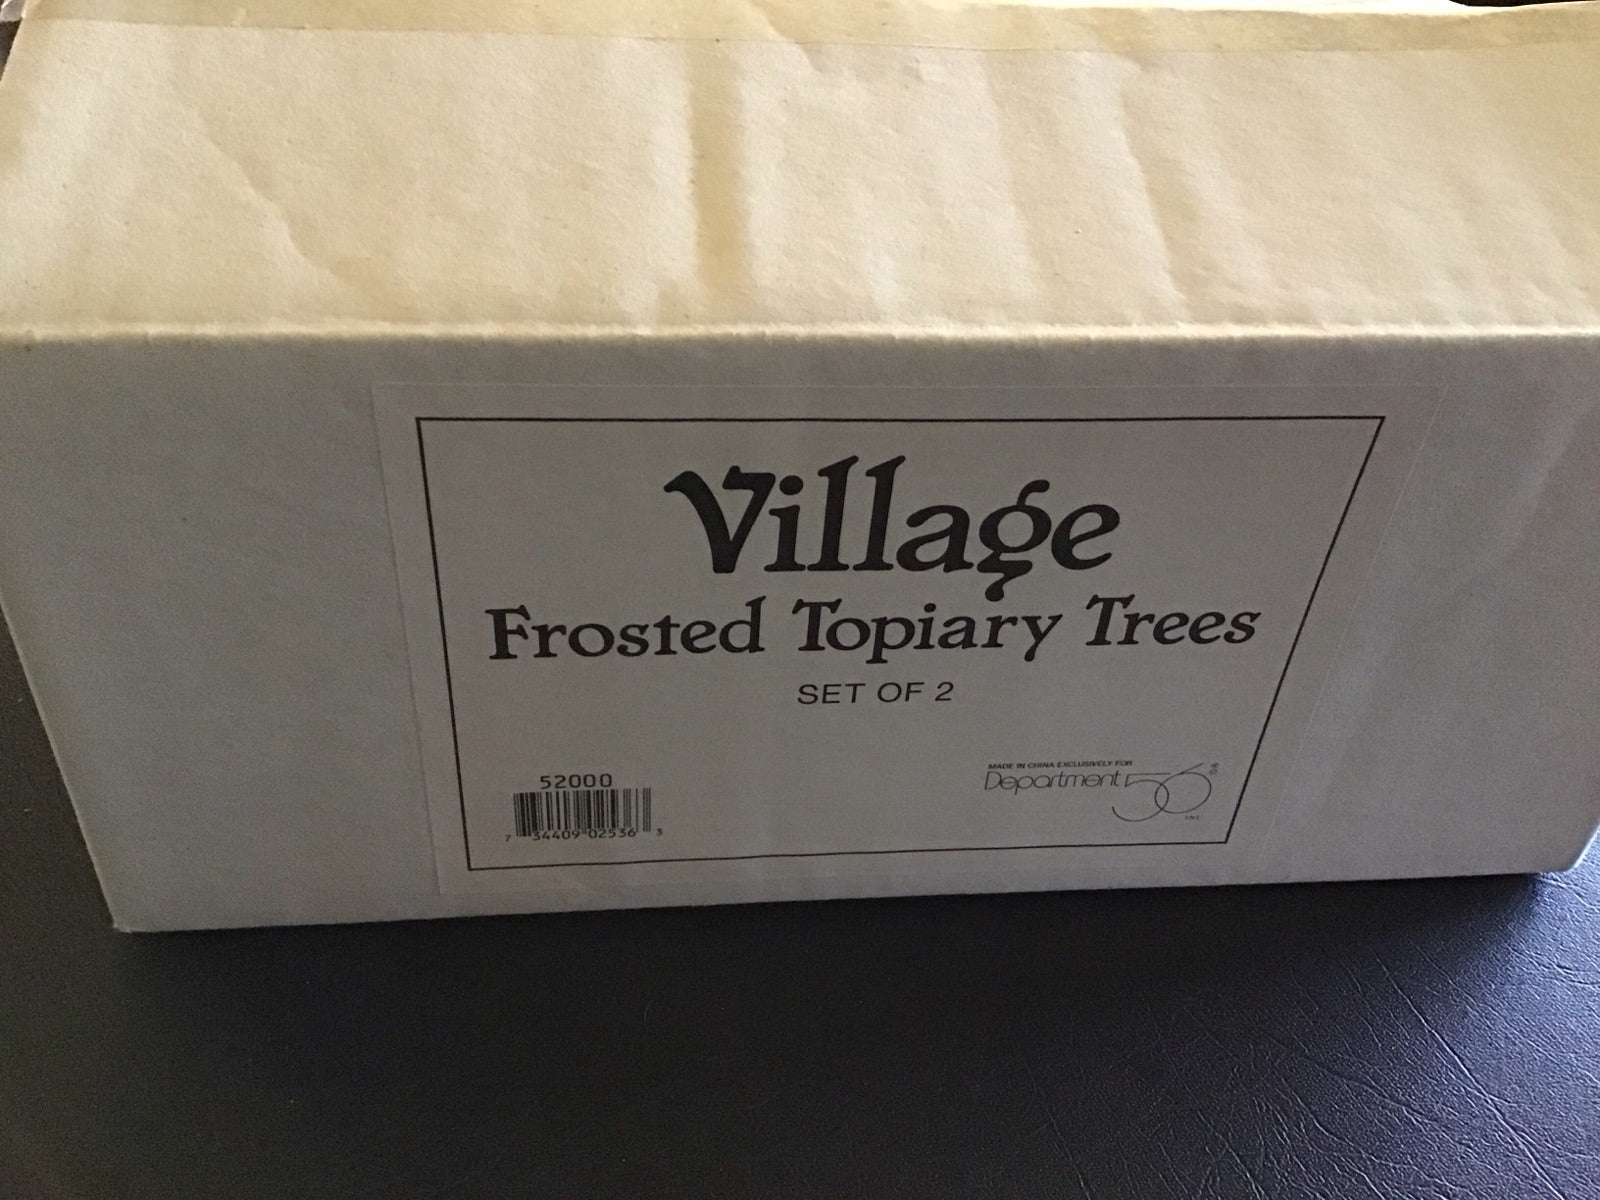 Village
Frosted Topiary Trees
SET OF 2
52000
7 34409 02536 3
MADE IN CHINA EXCLUSIVELY FOR
Department 56
INC.